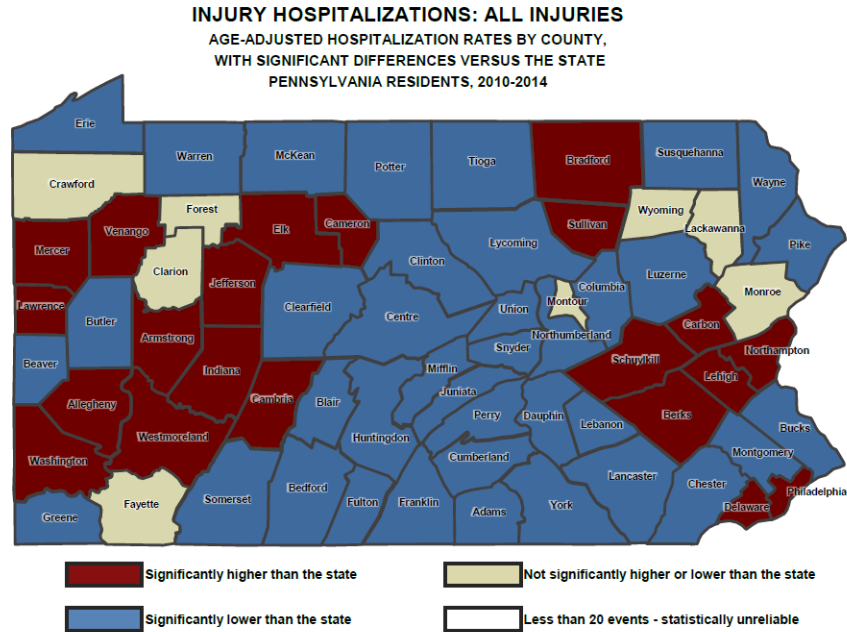 INJURY HOSPITALIZATIONS: ALL INJURIES
AGE-ADJUSTED HOSPITALIZATION RATES BY COUNTY,
WITH SIGNIFICANT DIFFERENCES VERSUS THE STATE
PENNSYLVANIA RESIDENTS, 2010-2014
Erie
Warren
McKean
Potter
Tioga
Bradford
Susquehanna
Wayne
Crawford
Forest
Venango
Elk
Cameron
Sullivan
Wyoming
Lackawanna
Pike
Mercer
Clarion
Jefferson
Clinton
Lycoming
Luzerne
Columbia
Monroe
Lawrence
Butler
Clearfield
Centre
Union
Montour
Northumberland
Carbon
Armstrong
Beaver
Indiana
Snyder
Mifflin
Schuylkill
Northampton
Lehigh
Allegheny
Cambria
Blair
Juniata
Perry
Dauphin
Lebanon
Berks
Bucks
Westmoreland
Huntingdon
Washington
Cumberland
Montgomery
Lancaster
Chester
Philadelphia
Greene
Fayette
Somerset
Bedford
Fulton
Franklin
Adams
York
Delaware
Significantly higher than the state
Not significantly higher or lower than the state
Significantly lower than the state
Less than 20 events - statistically unreliable